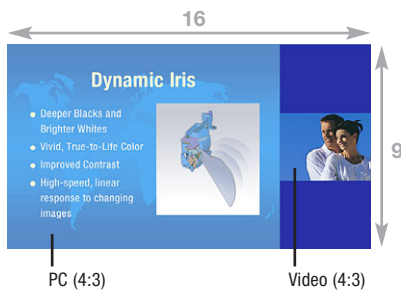 16
Dynamic Iris
• Deeper Blacks and
Brighter Whites
• Vivid, True-to-Life Color
• Improved Contrast
• High-speed, linear
response to changing
images
9
PC (4:3)
Video (4:3)